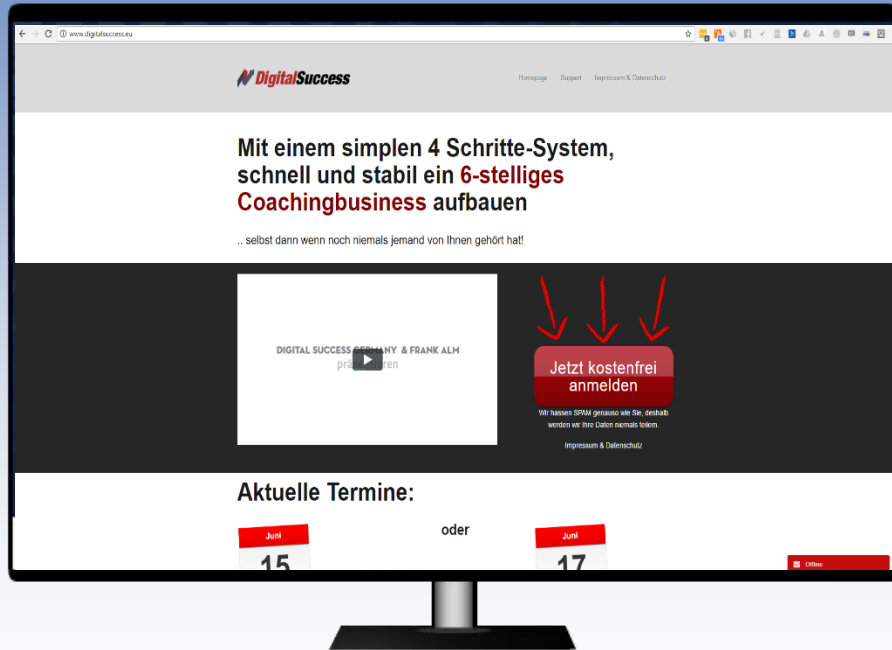 www.digitalsuccess.eu
DigitalSuccess
Homepage Support Impressum & Datenschutz
Mit einem simplen 4 Schritte-System,
schnell und stabil ein 6-stelliges
Coachingbusiness aufbauen
.. selbst dann wenn noch niemals jemand von Ihnen gehört hat!
DIGITAL SUCCESS GERMANY & FRANK ALM
präsentieren
Jetzt kostenfrei
anmelden
Wir hassen SPAM genauso wie Sie, deshalb
werden wir Ihre Daten niemals teilem.
Impressum & Datenschutz
Aktuelle Termine:
Juni
15
oder
Juni
17
Offline